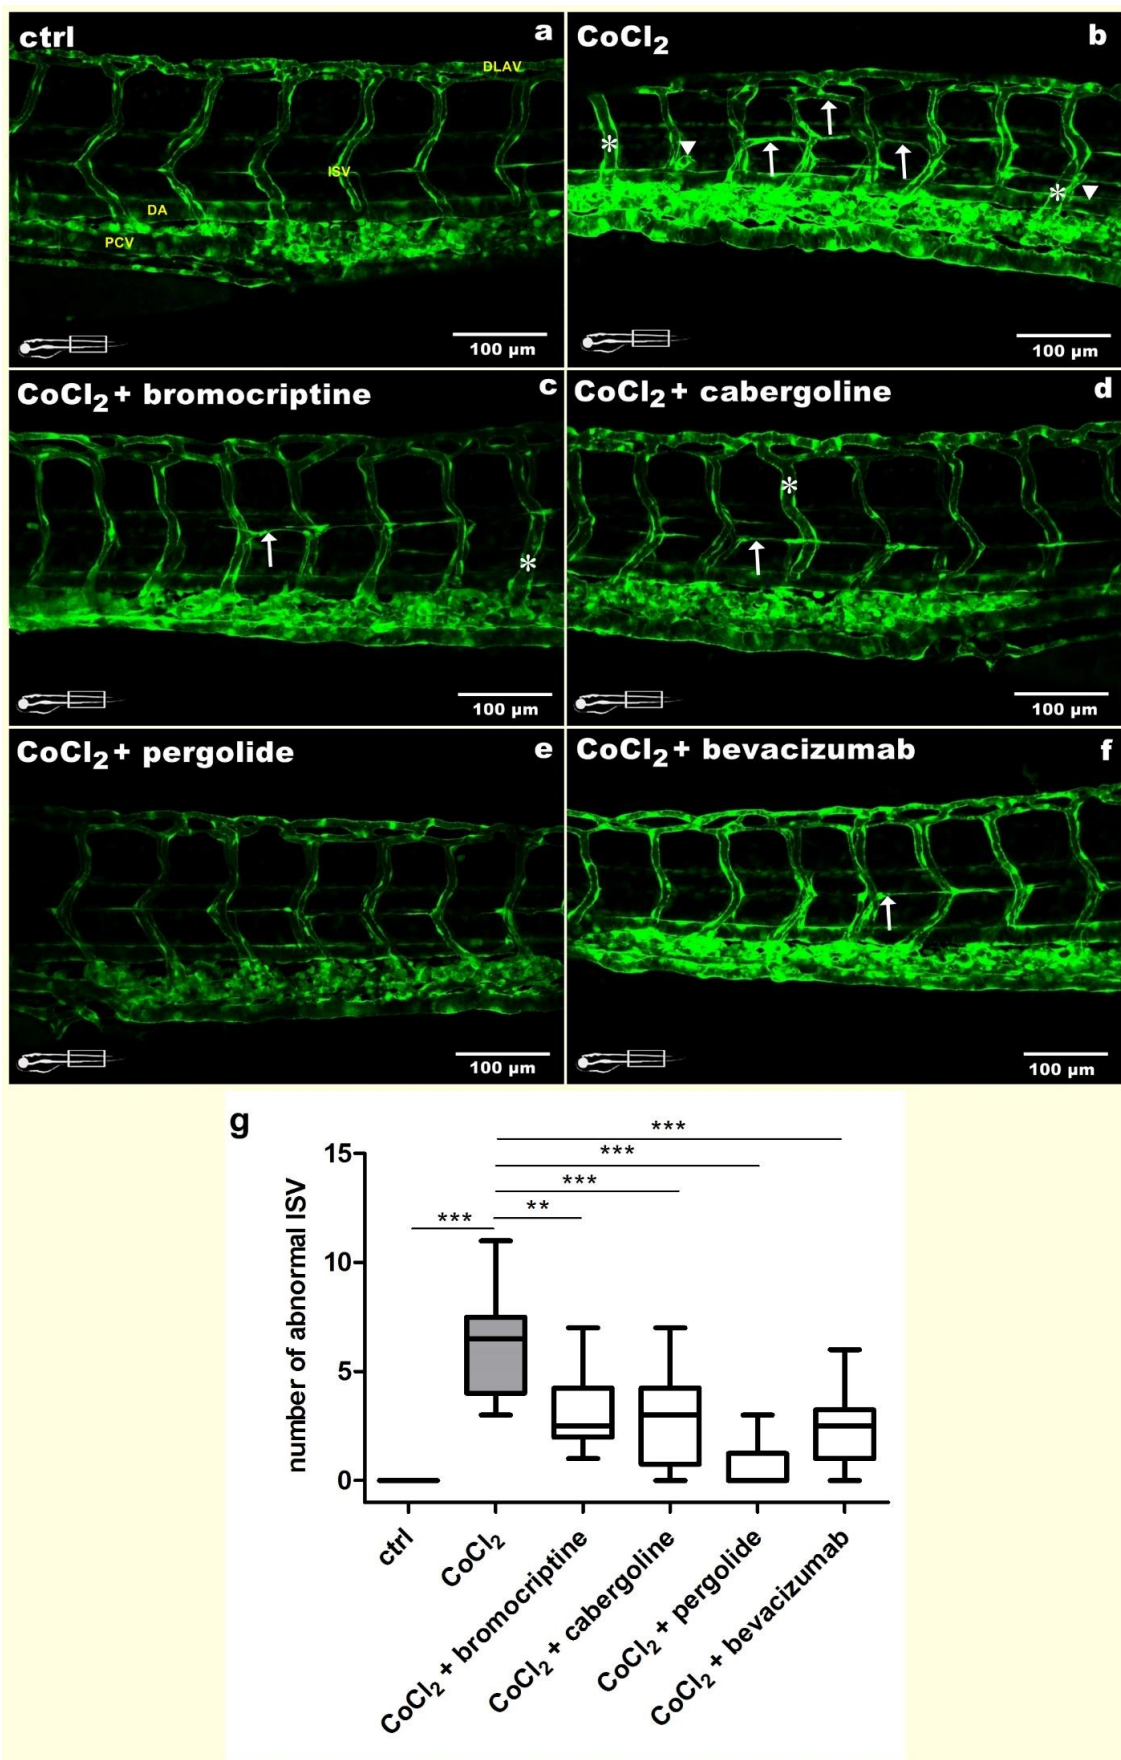 ctrl a
DLAV
ISV
DA
PCV
100 µm
CoCl2 b
* *
100 µm
CoCl2 + bromocriptine c
*
100 µm
CoCl2 + cabergoline d
*
100 µm
CoCl2 + pergolide e
100 µm
CoCl2 + bevacizumab f
100 µm
g
***
***
***
**
***
number of abnormal ISV
15
10
5
0
ctrl
CoCl2
CoCl2 + bromocriptine
CoCl2 + cabergoline
CoCl2 + pergolide
CoCl2 + bevacizumab